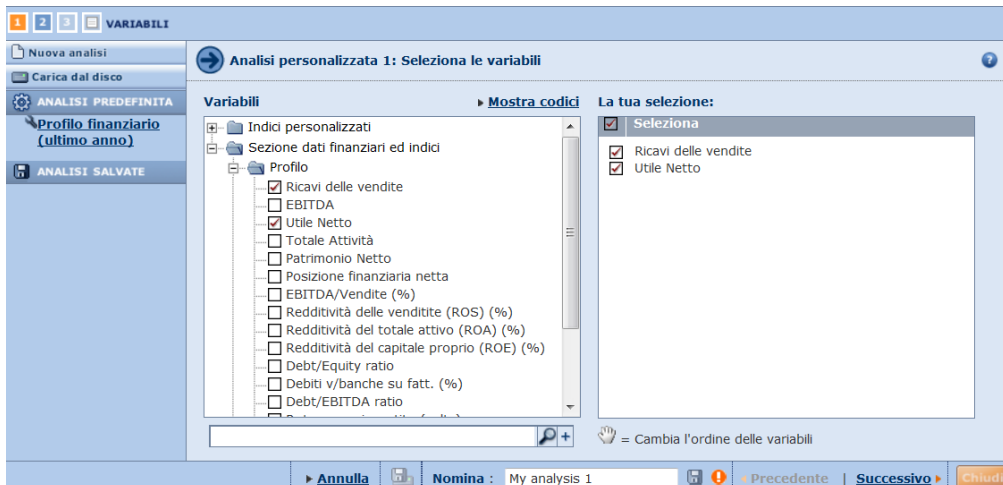 1 2 3 VARIABILI
Nuova analisi
Carica dal disco
ANALISI PREDEFINITA
Profilo finanziario
(ultimo anno)
ANALISI SALVATE
Analisi personalizzata 1: Seleziona le variabili
?
Variabili
Mostra codici
Indici personalizzati
Sezione dati finanziari ed indici
Profilo
Ricavi delle vendite
EBITDA
Utile Netto
Totale Attività
Patrimonio Netto
Posizione finanziaria netta
EBITDA/Vendite (%)
Redditività delle venditite (ROS) (%)
Redditività del totale attivo (ROA) (%)
Redditività del capitale proprio (ROE) (%)
Debt/Equity ratio
Debiti v/banche su fatt. (%)
Debt/EBITDA ratio
+
La tua selezione:
Seleziona
Ricavi delle vendite
Utile Netto
= Cambia l'ordine delle variabili
Annulla
Nomina : My analysis 1
! Precedente | Successivo Chiudi